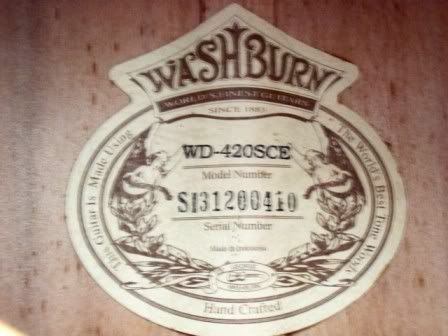 WASHBURN
WORLD'S FINEST GUITARS
SINCE 1883
This Guitar Is Made Using
The World's Best Tone Woods
WD-420SCE
Model Number
SI31200410
Serial Number
Made in Indonesia
Hand Crafted